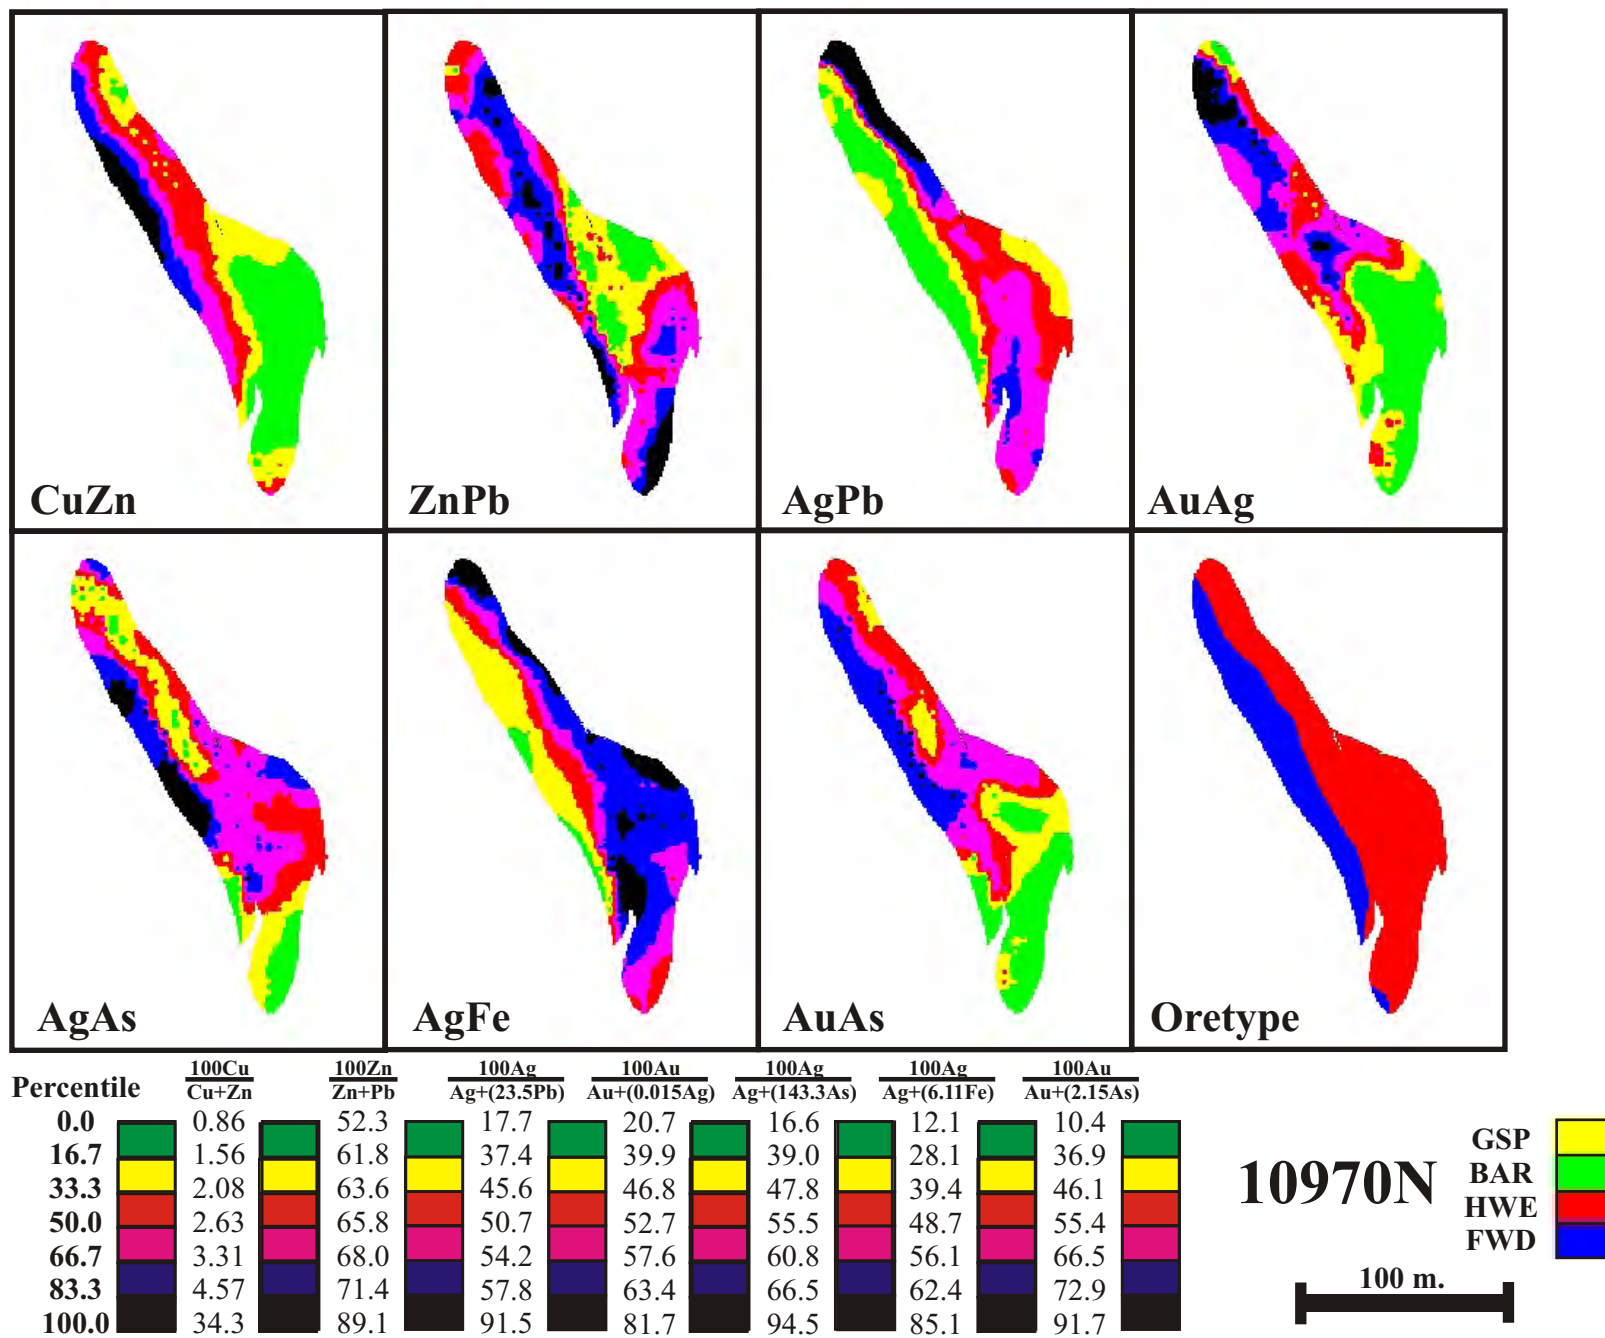 CuZn ZnPb AgPb AuAg
AgAs AgFe AuAs Oretype
Percentile 100Cu 100Zn 100Ag 100Au 100Ag 100Ag 100Au
Cu+Zn Zn+Pb Ag+(23.5Pb) Au+(0.015Ag) Ag+(143.3As) Ag+(6.11Fe) Au+(2.15As)
0.0 0.86 52.3 17.7 20.7 16.6 12.1 10.4
16.7 1.56 61.8 37.4 39.9 39.0 28.1 36.9
33.3 2.08 63.6 45.6 46.8 47.8 39.4 46.1
50.0 2.63 65.8 50.7 52.7 55.5 48.7 55.4
66.7 3.31 68.0 54.2 57.6 60.8 56.1 66.5
83.3 4.57 71.4 57.8 63.4 66.5 62.4 72.9
100.0 34.3 89.1 91.5 81.7 94.5 85.1 91.7
10970N
GSP
BAR
HWE
FWD
100 m.